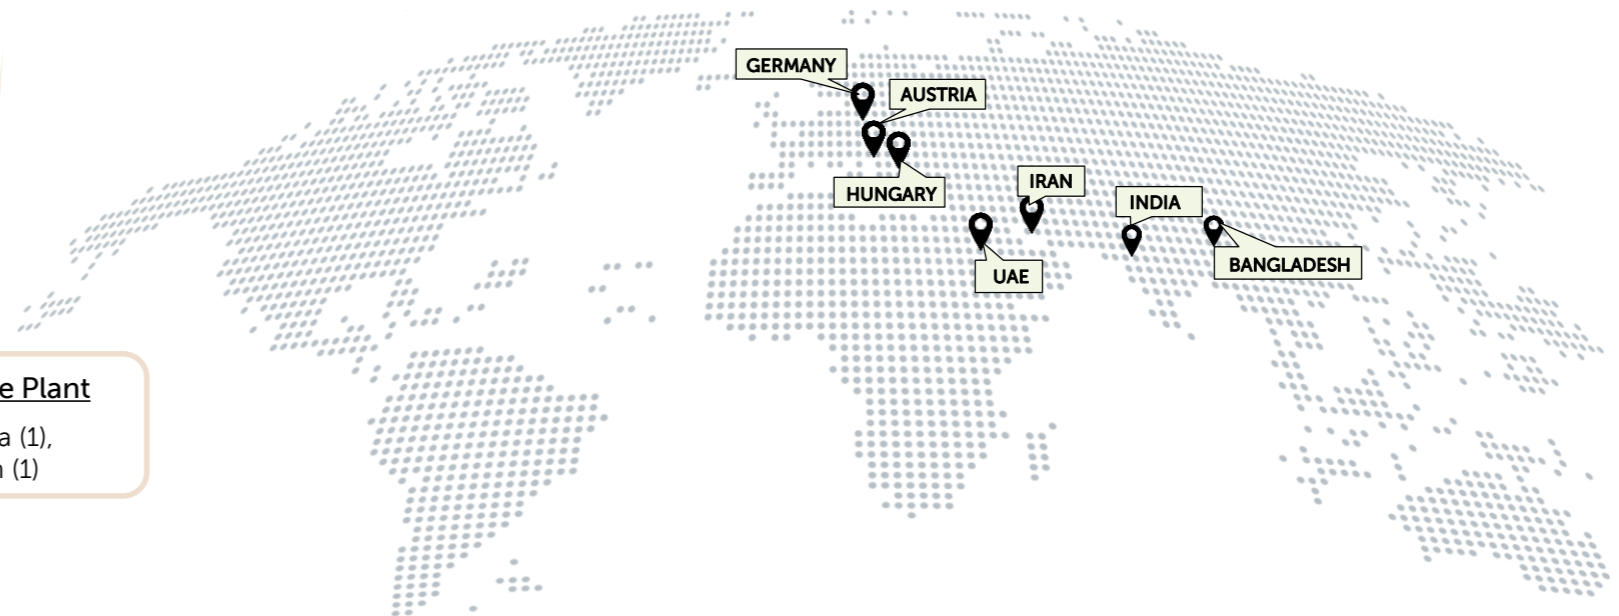 GERMANY
AUSTRIA
HUNGARY
IRAN
INDIA
UAE
BANGLADESH
e Plant
a (1),
n (1)